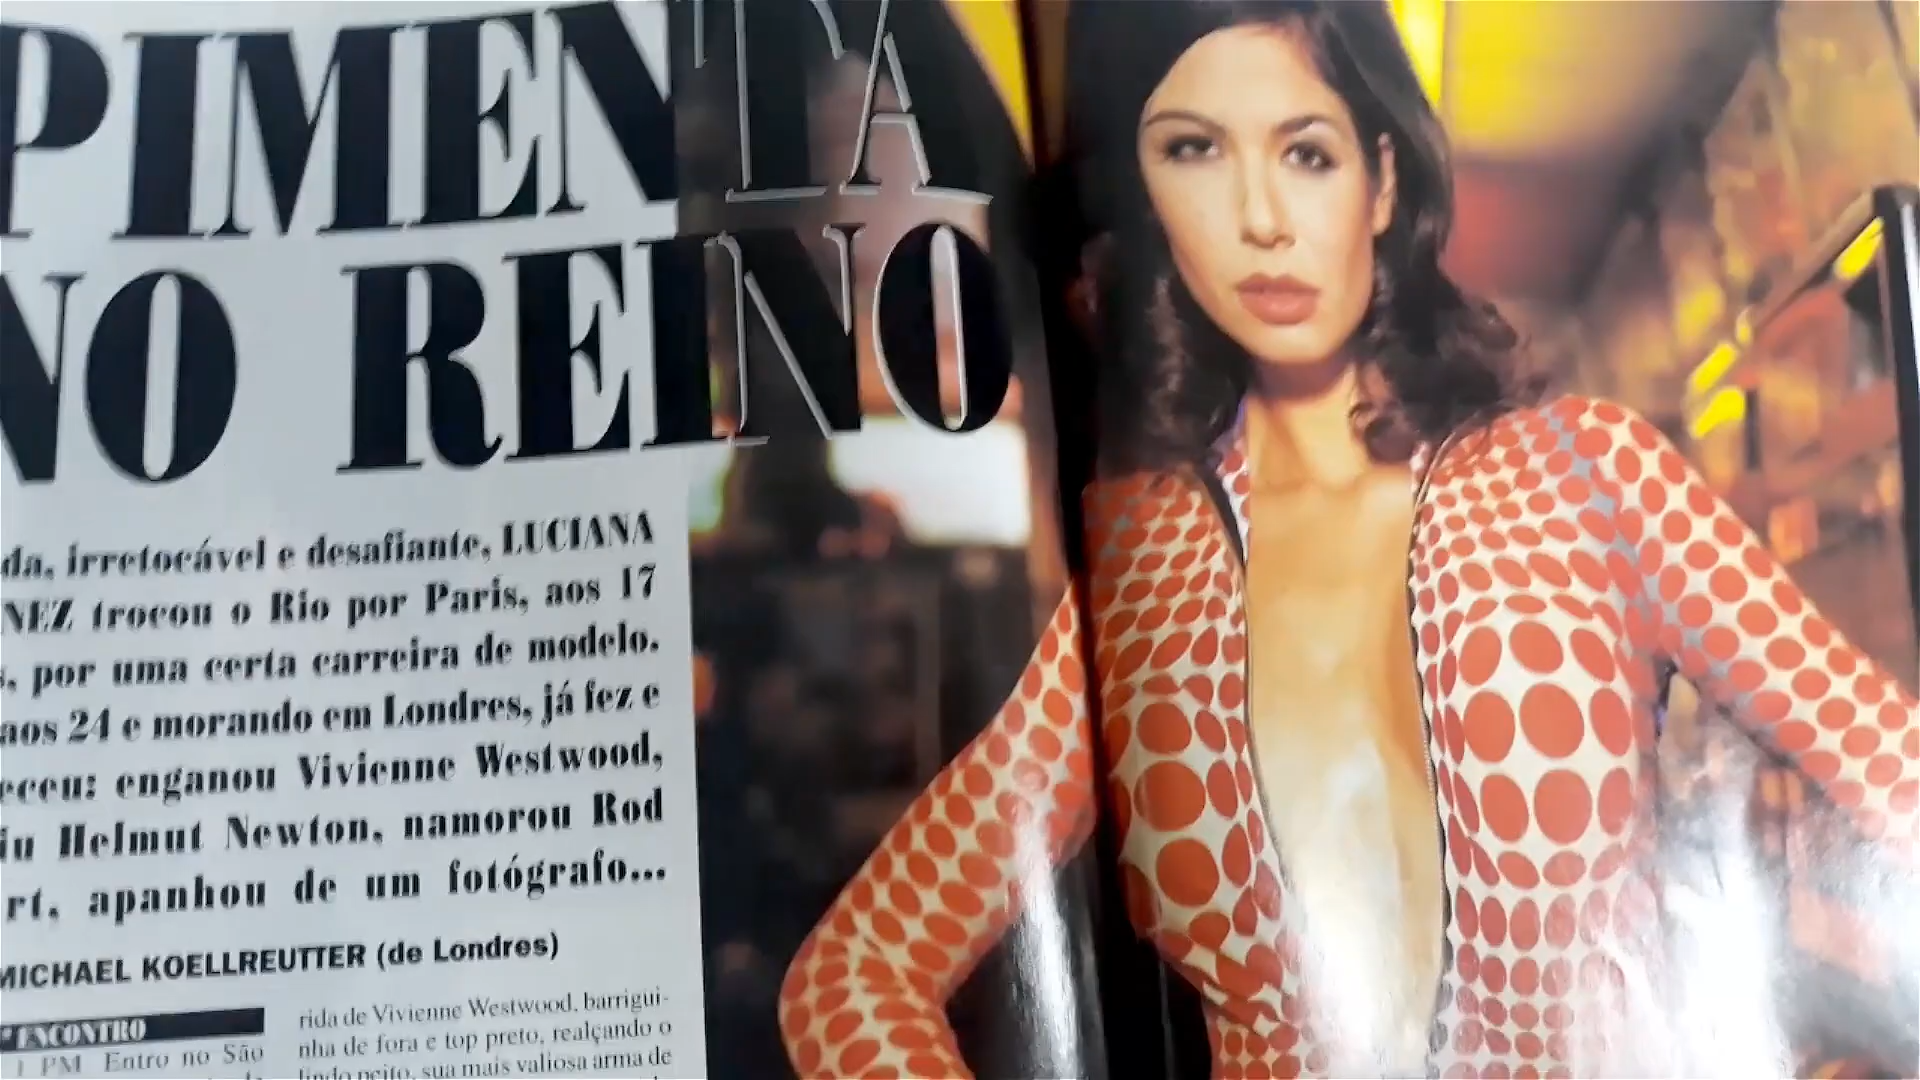 PIMENTA
NO REINO
da, irretocável e desafiante, LUCIANA
NEZ trocou o Rio por Paris, aos 17
s, por uma certa carreira de modelo.
aos 24 e morando em Londres, já fez e
eceu: enganou Vivienne Westwood,
iu Helmut Newton, namorou Rod
rt, apanhou de um fotógrafo...
MICHAEL KOELLREUTTER (de Londres)
º ENCONTRO
1 PM Entro no São
rida de Vivienne Westwood, barrigui-
nha de fora e top preto, realçando o
lindo peito, sua mais valiosa arma de